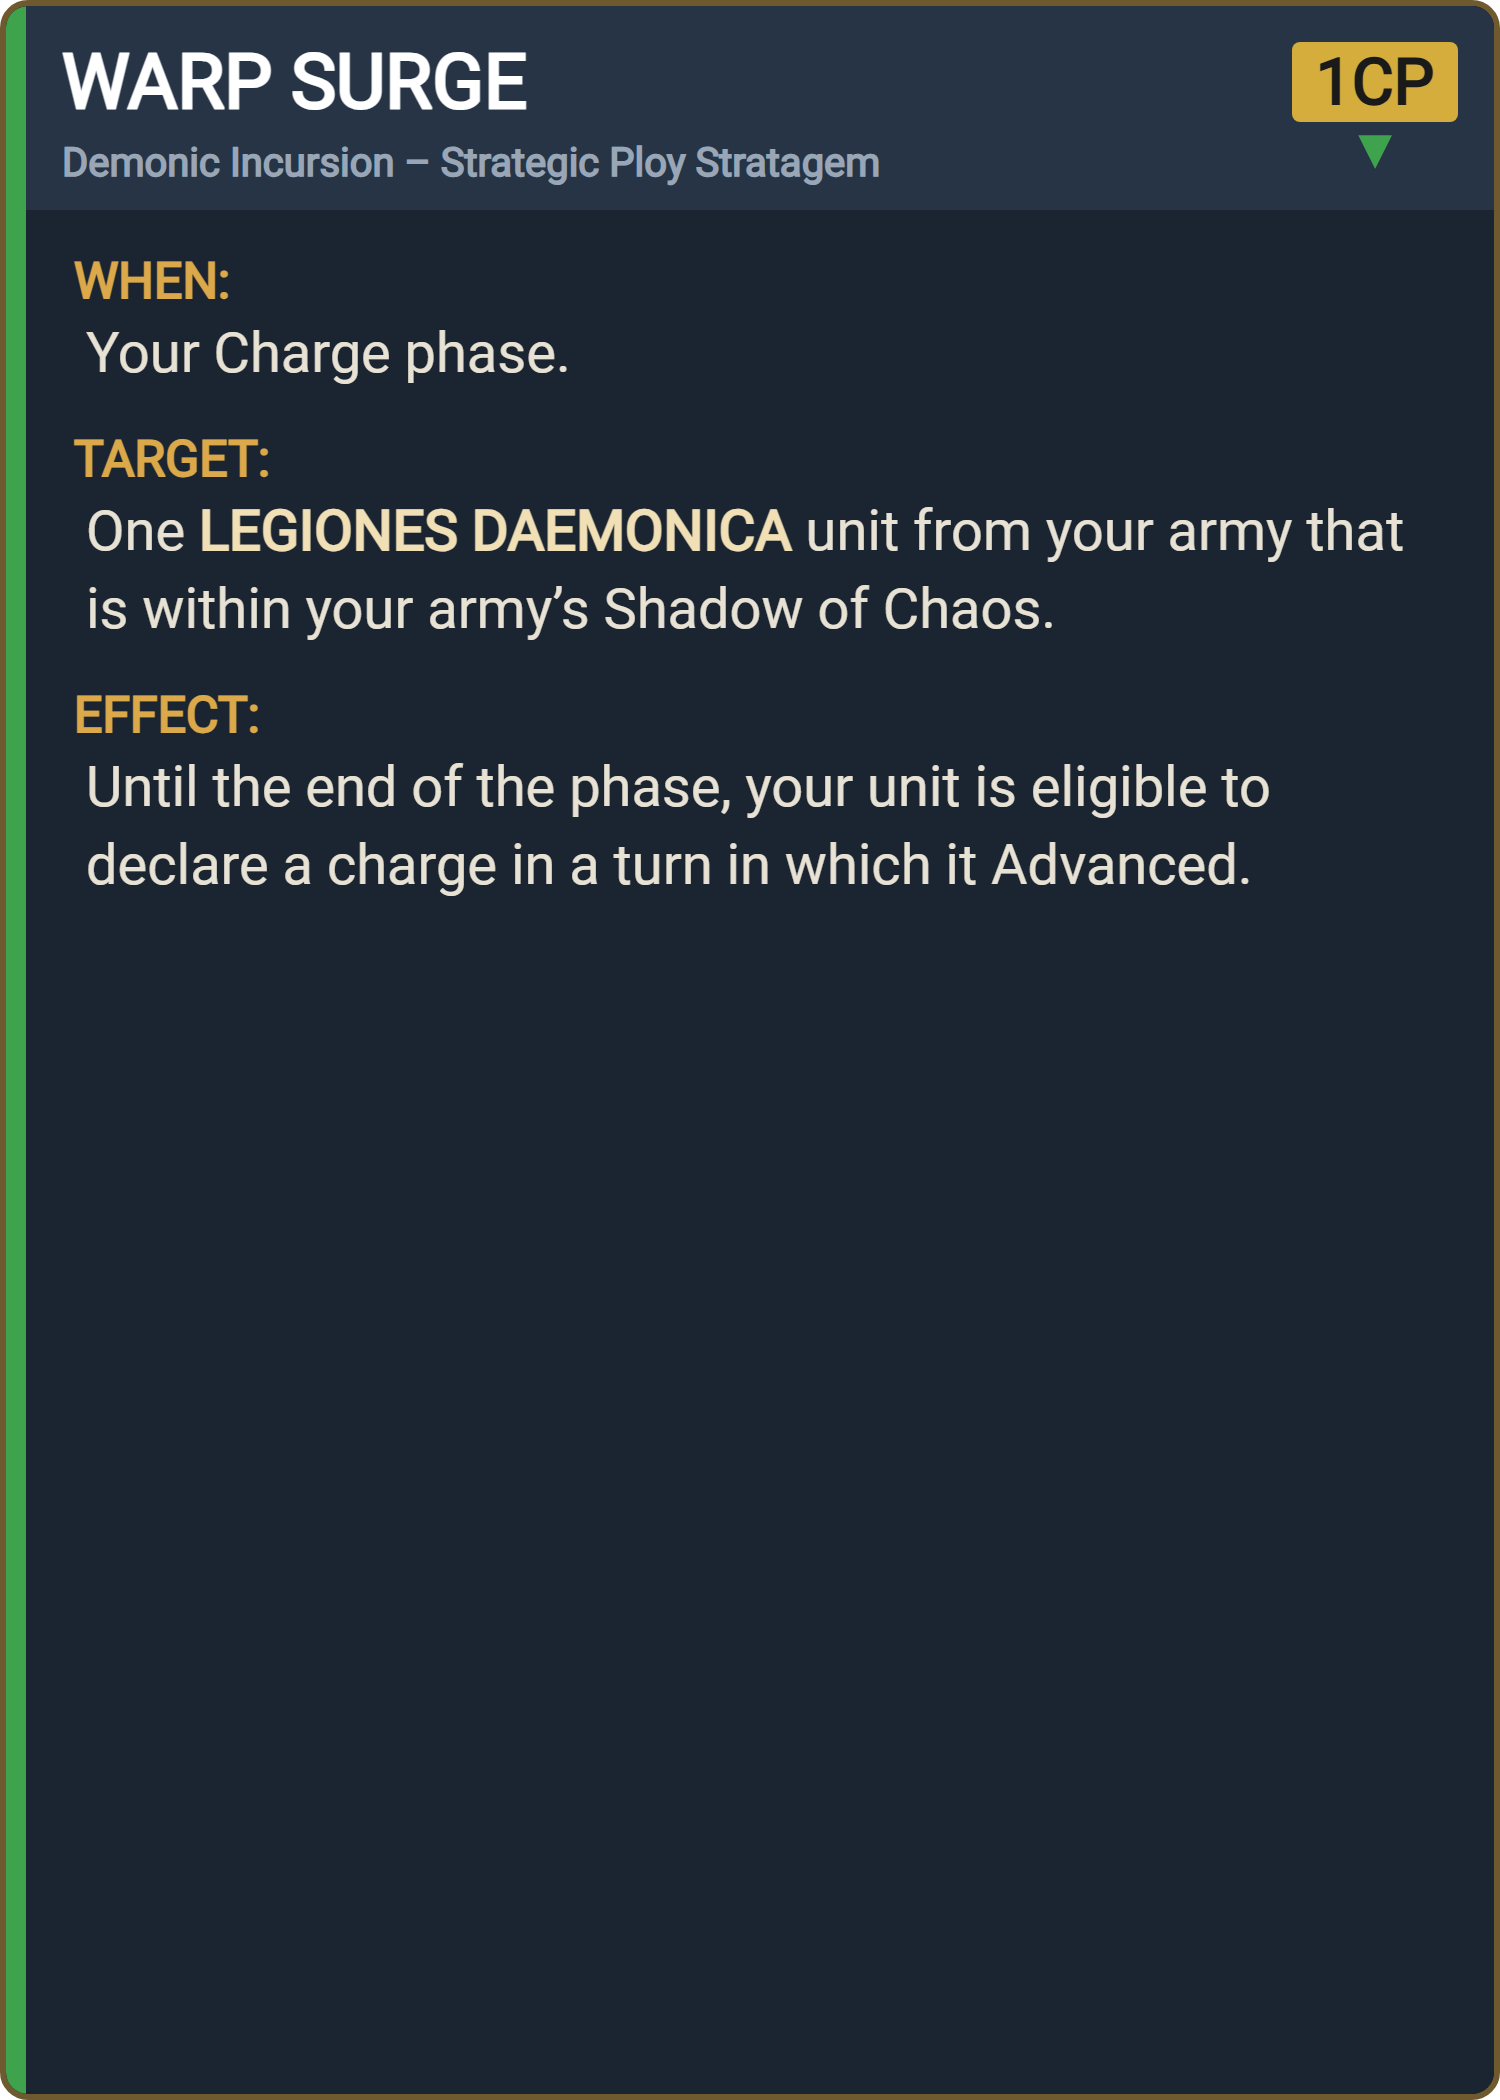 WARP SURGE
1CP
Demonic Incursion – Strategic Ploy Stratagem
WHEN:
Your Charge phase.
TARGET:
One LEGIONES DAEMONICA unit from your army that
is within your army’s Shadow of Chaos.
EFFECT:
Until the end of the phase, your unit is eligible to
declare a charge in a turn in which it Advanced.